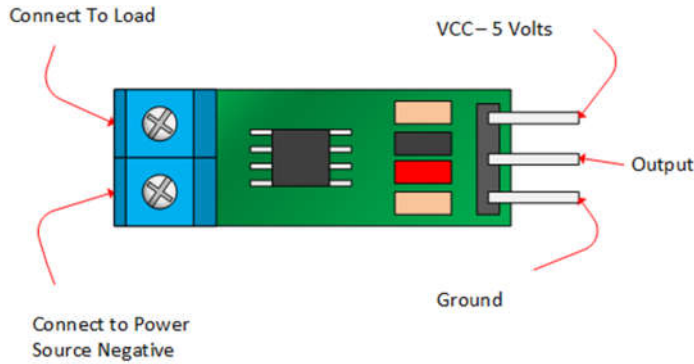 Connect To Load
VCC – 5 Volts
Output
Ground
Connect to Power
Source Negative